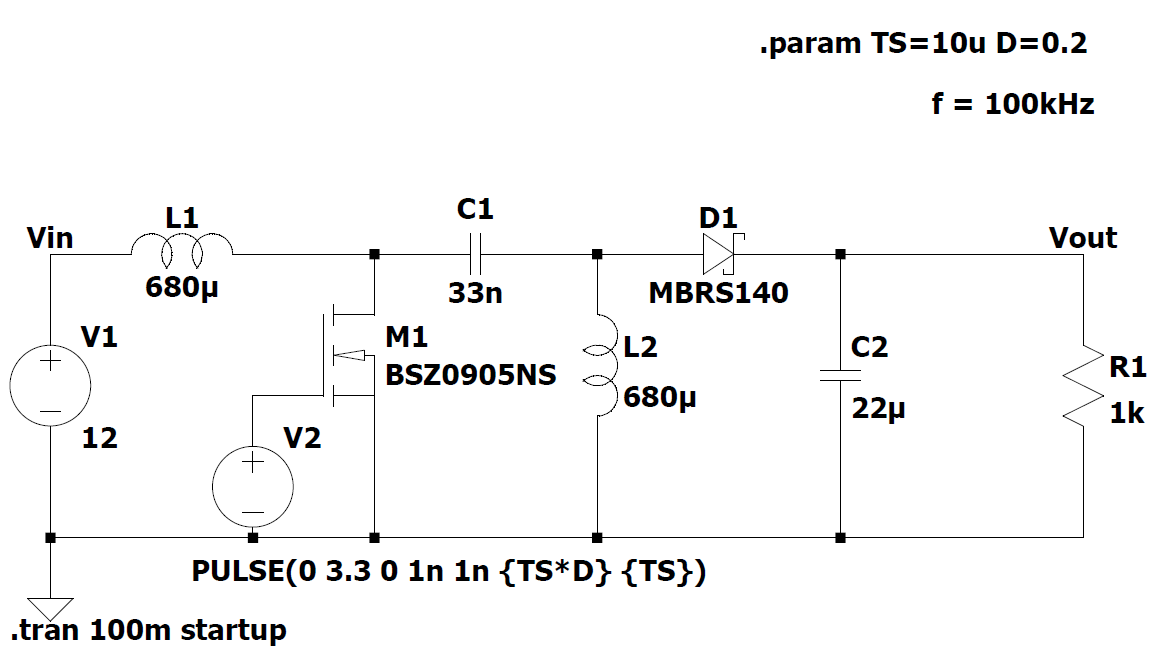 .param TS=10u D=0.2
f = 100kHz
C1
L1
D1
Vin
Vout
680µ
33n
MBRS140
V1
M1
L2
C2
R1
BSZ0905NS
680µ
22µ
1k
12
V2
PULSE(0 3.3 0 1n 1n {TS*D} {TS})
.tran 100m startup